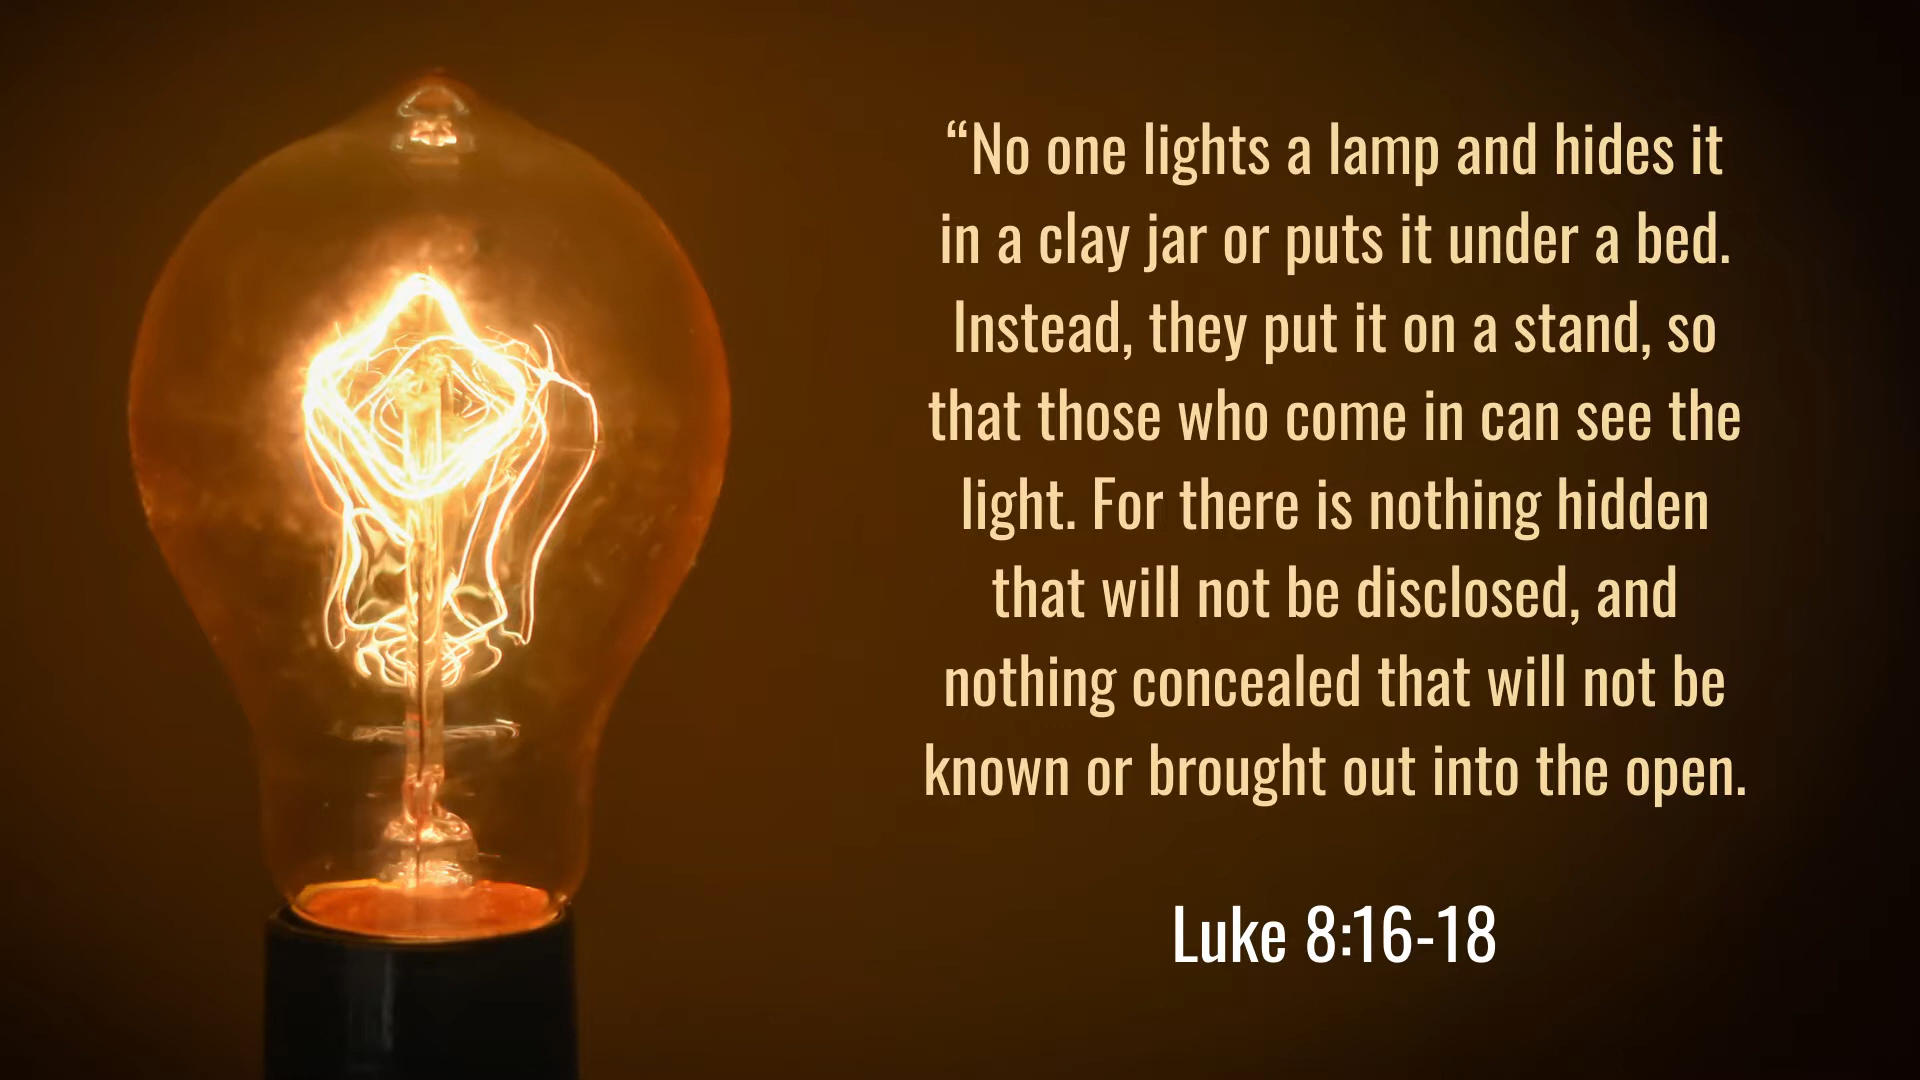 “No one lights a lamp and hides it
in a clay jar or puts it under a bed.
Instead, they put it on a stand, so
that those who come in can see the
light. For there is nothing hidden
that will not be disclosed, and
nothing concealed that will not be
known or brought out into the open.
Luke 8:16-18